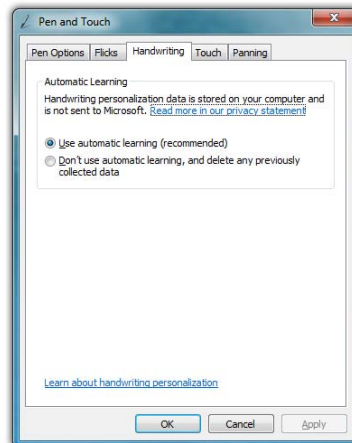 Pen and Touch
Pen Options Flicks Handwriting Touch Panning
Automatic Learning
Handwriting personalization data is stored on your computer and
is not sent to Microsoft. Read more in our privacy statement
Use automatic learning (recommended)
Don't use automatic learning, and delete any previously
collected data
Learn about handwriting personalization
OK Cancel Apply